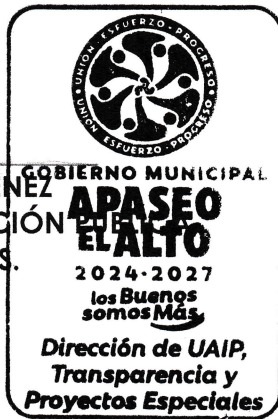 UNIÓN • ESFUERZO • PROGRESO • UNIÓN • ESFUERZO • PROGRESO •
GOBIERNO MUNICIPAL
NEZ
APASEO
CIÓN
EL ALTO
S.
2024-2027
los Buenos
somos Más
Dirección de UAIP,
Transparencia y
Proyectos Especiales